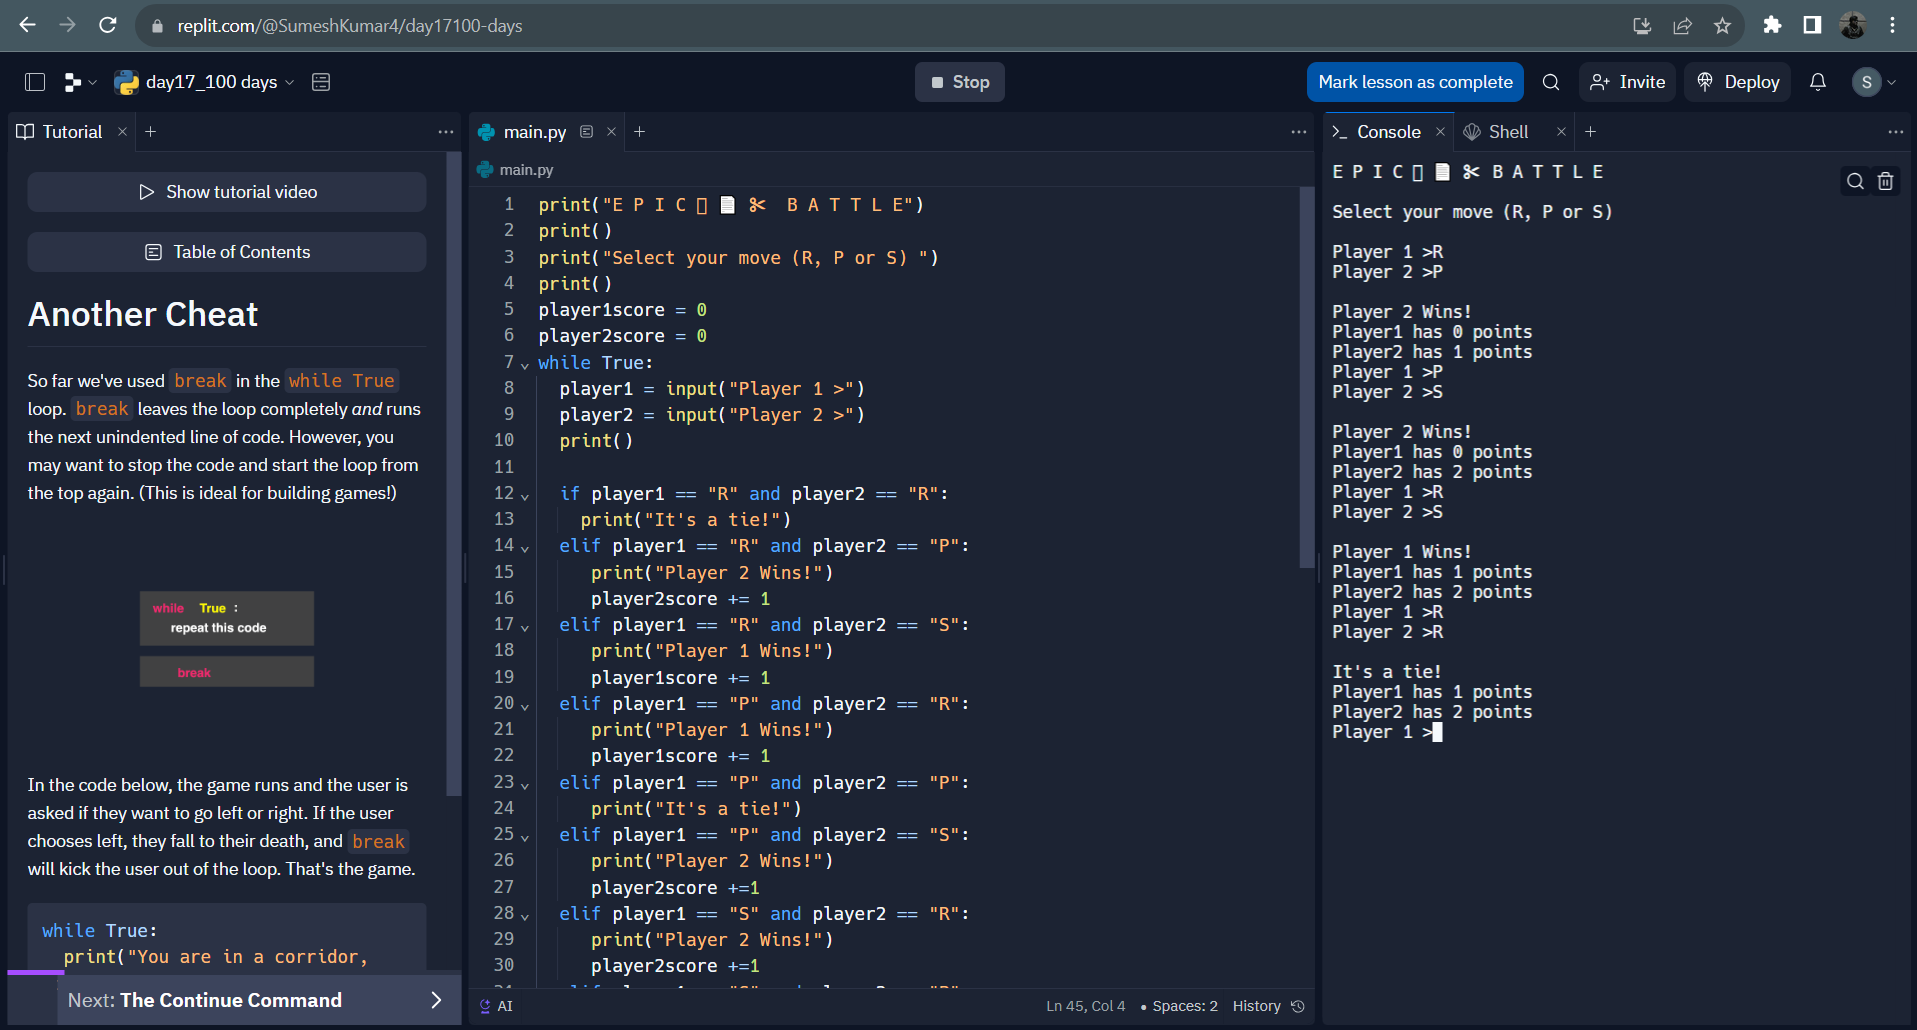 replit.com/@SumeshKumar4/day17100-days
day17_100 days
Stop
Mark lesson as complete
Invite
Deploy
S
Tutorial
Show tutorial video
Table of Contents
Another Cheat
So far we've used break in the while True
loop. break leaves the loop completely and runs
the next unindented line of code. However, you
may want to stop the code and start the loop from
the top again. (This is ideal for building games!)
while True :
repeat this code
break
In the code below, the game runs and the user is
asked if they want to go left or right. If the user
chooses left, they fall to their death, and break
will kick the user out of the loop. That's the game.
while True:
print("You are in a corridor,
Next: The Continue Command
main.py
main.py
1 print("E P I C 📄 ✂ B A T T L E")
2 print()
3 print("Select your move (R, P or S) ")
4 print()
5 player1score = 0
6 player2score = 0
7 while True:
8 player1 = input("Player 1 >")
9 player2 = input("Player 2 >")
10 print()
11
12 if player1 == "R" and player2 == "R":
13 print("It's a tie!")
14 elif player1 == "R" and player2 == "P":
15 print("Player 2 Wins!")
16 player2score += 1
17 elif player1 == "R" and player2 == "S":
18 print("Player 1 Wins!")
19 player1score += 1
20 elif player1 == "P" and player2 == "R":
21 print("Player 1 Wins!")
22 player1score += 1
23 elif player1 == "P" and player2 == "P":
24 print("It's a tie!")
25 elif player1 == "P" and player2 == "S":
26 print("Player 2 Wins!")
27 player2score +=1
28 elif player1 == "S" and player2 == "R":
29 print("Player 2 Wins!")
30 player2score +=1
AI
Ln 45, Col 4 • Spaces: 2 History
Console
Shell
E P I C 📄 ✂ B A T T L E
Select your move (R, P or S)
Player 1 >R
Player 2 >P
Player 2 Wins!
Player1 has 0 points
Player2 has 1 points
Player 1 >P
Player 2 >S
Player 2 Wins!
Player1 has 0 points
Player2 has 2 points
Player 1 >R
Player 2 >S
Player 1 Wins!
Player1 has 1 points
Player2 has 2 points
Player 1 >R
Player 2 >R
It's a tie!
Player1 has 1 points
Player2 has 2 points
Player 1 >